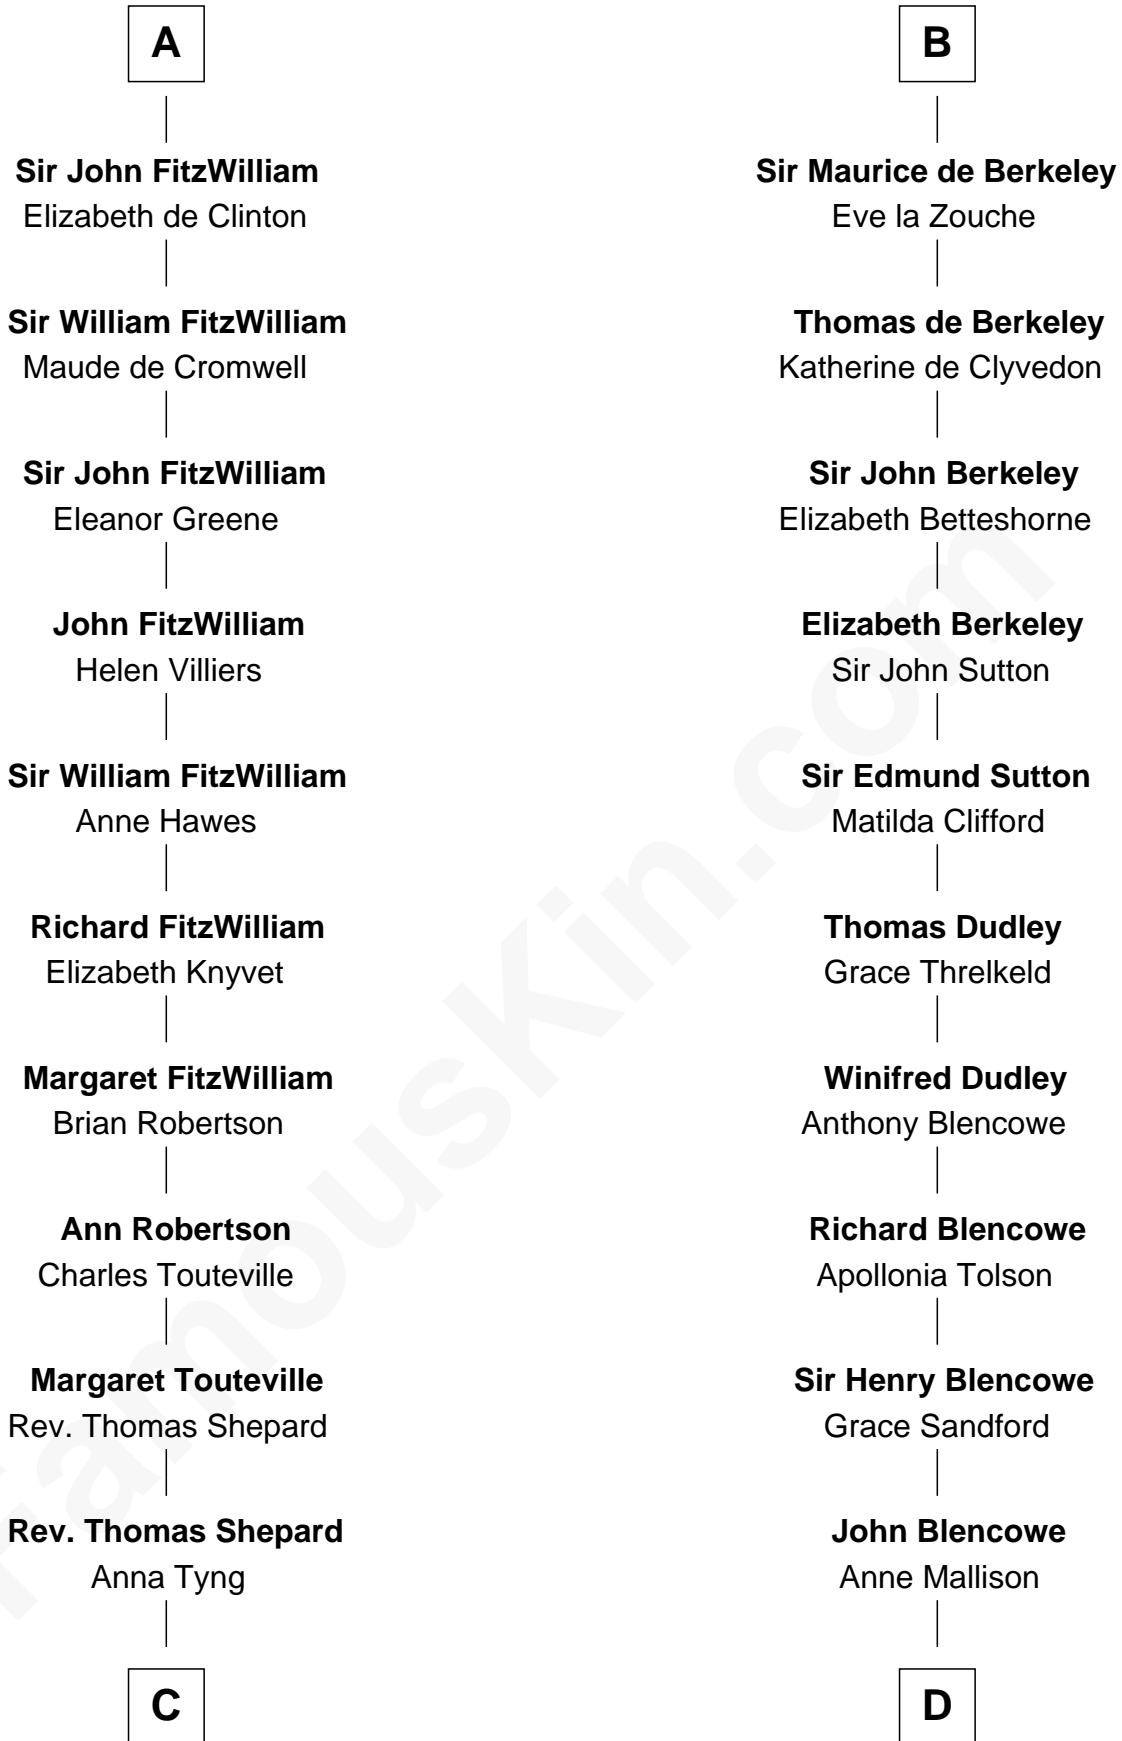 A
Sir John FitzWilliam
Elizabeth de Clinton
Sir William FitzWilliam
Maude de Cromwell
Sir John FitzWilliam
Eleanor Greene
John FitzWilliam
Helen Villiers
Sir William FitzWilliam
Anne Hawes
Richard FitzWilliam
Elizabeth Knyvet
Margaret FitzWilliam
Brian Robertson
Ann Robertson
Charles Touteville
Margaret Touteville
Rev. Thomas Shepard
Rev. Thomas Shepard
Anna Tyng
C
B
Sir Maurice de Berkeley
Eve la Zouche
Thomas de Berkeley
Katherine de Clyvedon
Sir John Berkeley
Elizabeth Betteshorne
Elizabeth Berkeley
Sir John Sutton
Sir Edmund Sutton
Matilda Clifford
Thomas Dudley
Grace Threlkeld
Winifred Dudley
Anthony Blencowe
Richard Blencowe
Apollonia Tolson
Sir Henry Blencowe
Grace Sandford
John Blencowe
Anne Mallison
D
FamousKin.com